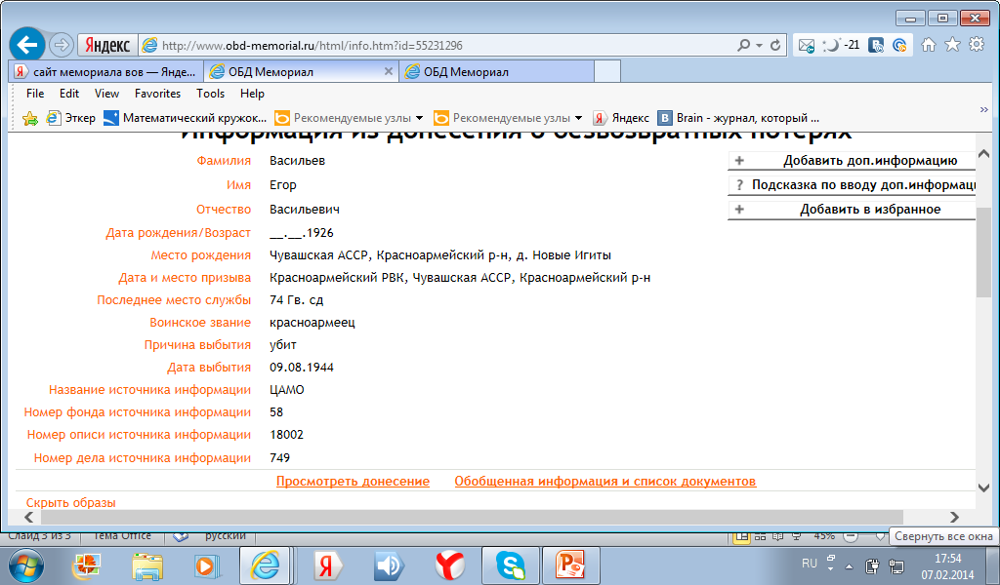 Яндекс http://www.obd-memorial.ru/html/info.htm?id=55231296 -21
сайт мемориала вов — Янде... ОБД Мемориал ОБД Мемориал
File Edit View Favorites Tools Help
Эткер Математический кружок... Рекомендуемые узлы Рекомендуемые узлы Яндекс Brain - журнал, который ...
Информация из донесения о безвозвратных потерях
Фамилия Васильев
Добавить доп.информацию
Имя Егор
Подсказка по вводу доп.информаци
Отчество Васильевич
Добавить в избранное
Дата рождения/Возраст __.__.1926
Место рождения Чувашская АССР, Красноармейский р-н, д. Новые Игиты
Дата и место призыва Красноармейский РВК, Чувашская АССР, Красноармейский р-н
Последнее место службы 74 Гв. сд
Воинское звание красноармеец
Причина выбытия убит
Дата выбытия 09.08.1944
Название источника информации ЦАМО
Номер фонда источника информации 58
Номер описи источника информации 18002
Номер дела источника информации 749
Просмотреть донесение Обобщенная информация и список документов
Скрыть образы
Слайд 3 из 3 Тема Office русский 45% Свернуть все окна
RU 17:54
07.02.2014